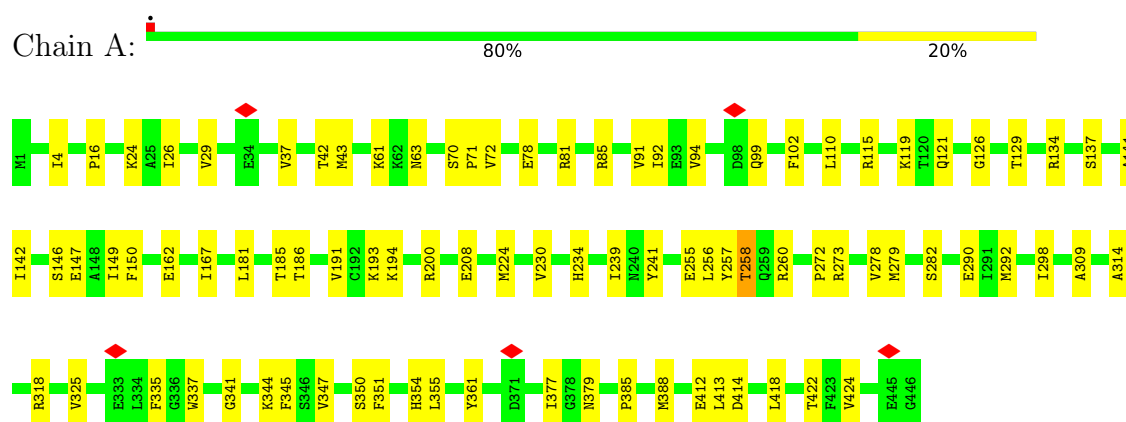 Chain A:
80%
20%
M1 I4 P16 K24 A25 I26 V29 E34 V37 T42 M43 K61 K62 N63 S70 P71 V72 E78 R81 R85 V91 I92 E93 V94 D98 Q99 F102 L110 R115 K119 T120 Q121 G126 T129 R134 S137
I142 S146 E147 A148 I149 F150 E162 I167 L181 T185 T186 V191 C192 K193 K194 R200 E208 M224 V230 H234 I239 N240 Y241 E255 L256 Y257 T258 Q259 R260 P272 R273 V278 M279 S282 E290 I291 M292 I298 A309 A314
R318 V325 E333 L334 F335 G336 W337 G341 K344 F345 S346 V347 S350 F351 H354 L355 Y361 D371 I377 G378 N379 P385 M388 E412 L413 D414 L418 T422 F423 V424 E445 G446